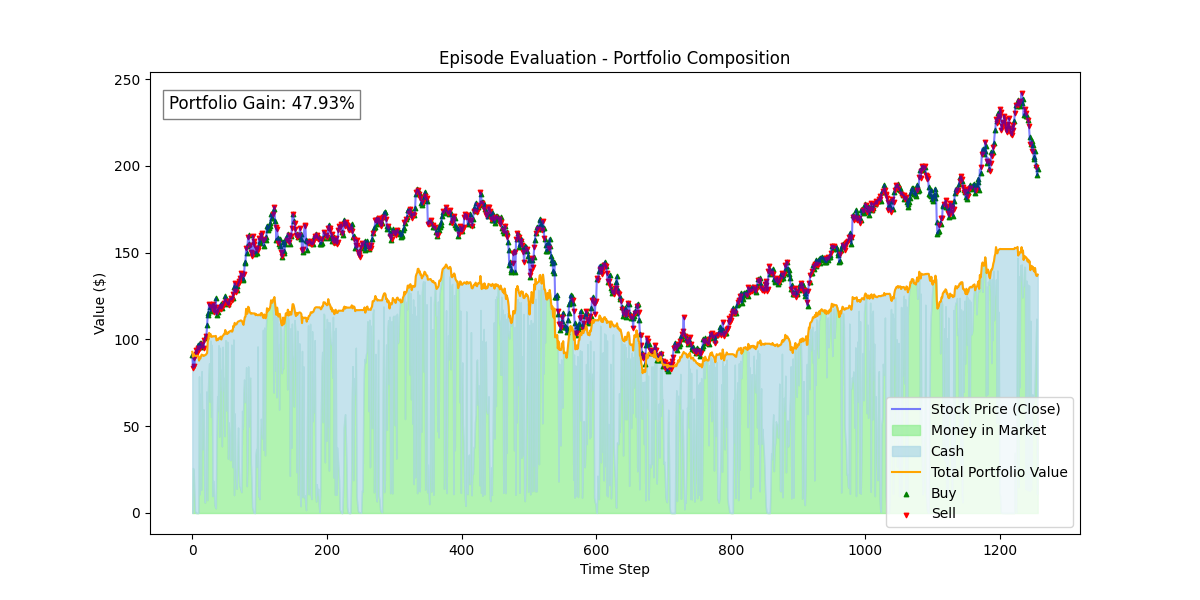 Episode Evaluation - Portfolio Composition
Portfolio Gain: 47.93%
Value ($)
250
200
150
100
50
0
0 200 400 600 800 1000 1200
Time Step
Stock Price (Close)
Money in Market
Cash
Total Portfolio Value
Buy
Sell